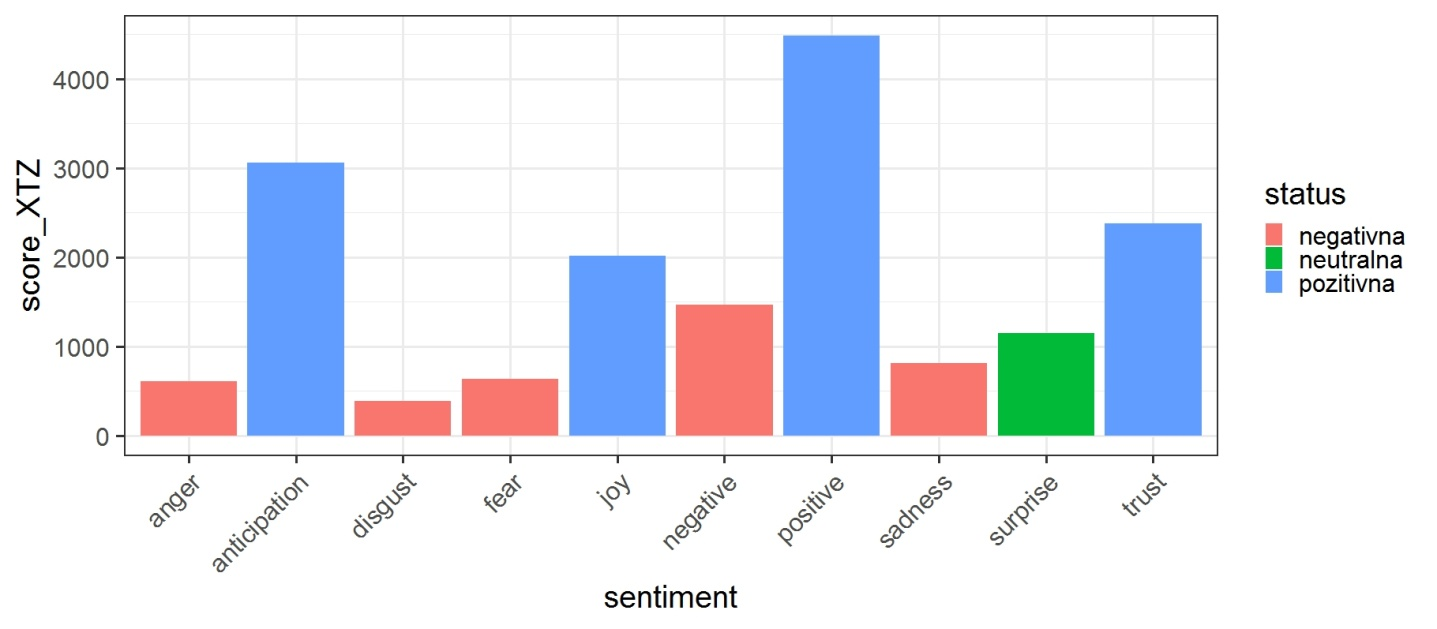 score_XTZ
4000
3000
2000
1000
0
anger
anticipation
disgust
fear
joy
negative
positive
sadness
surprise
trust
sentiment
status
negativna
neutralna
pozitivna